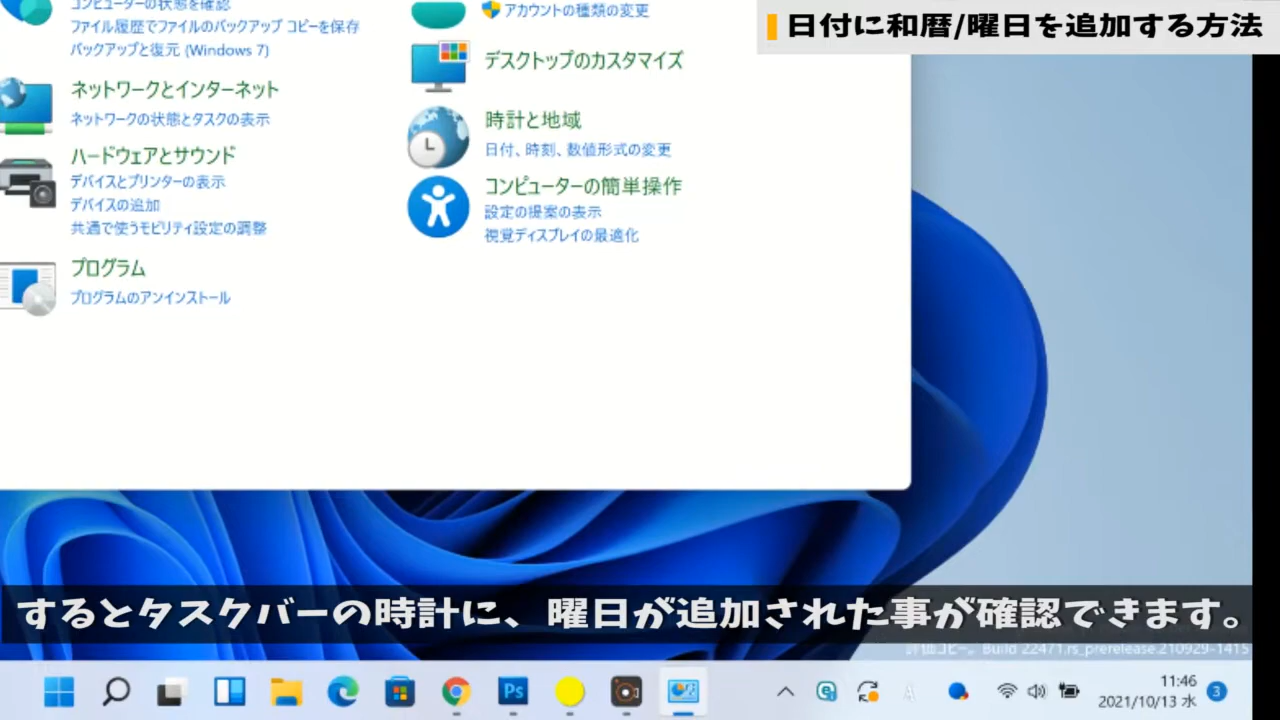 日付に和暦/曜日を追加する方法
コンピューターの状態を確認
ファイル履歴でファイルのバックアップ コピーを保存
バックアップと復元 (Windows 7)
ネットワークとインターネット
ネットワークの状態とタスクの表示
ハードウェアとサウンド
デバイスとプリンターの表示
デバイスの追加
共通で使うモビリティ設定の調整
プログラム
プログラムのアンインストール
アカウントの種類の変更
デスクトップのカスタマイズ
時計と地域
日付、時刻、数値形式の変更
コンピューターの簡単操作
設定の提案の表示
視覚ディスプレイの最適化
するとタスクバーの時計に、曜日が追加された事が確認できます。
評価コピー。Build 22471.rs_prerelease.210929-1415
Ps
A
11:46
2021/10/13 水
3